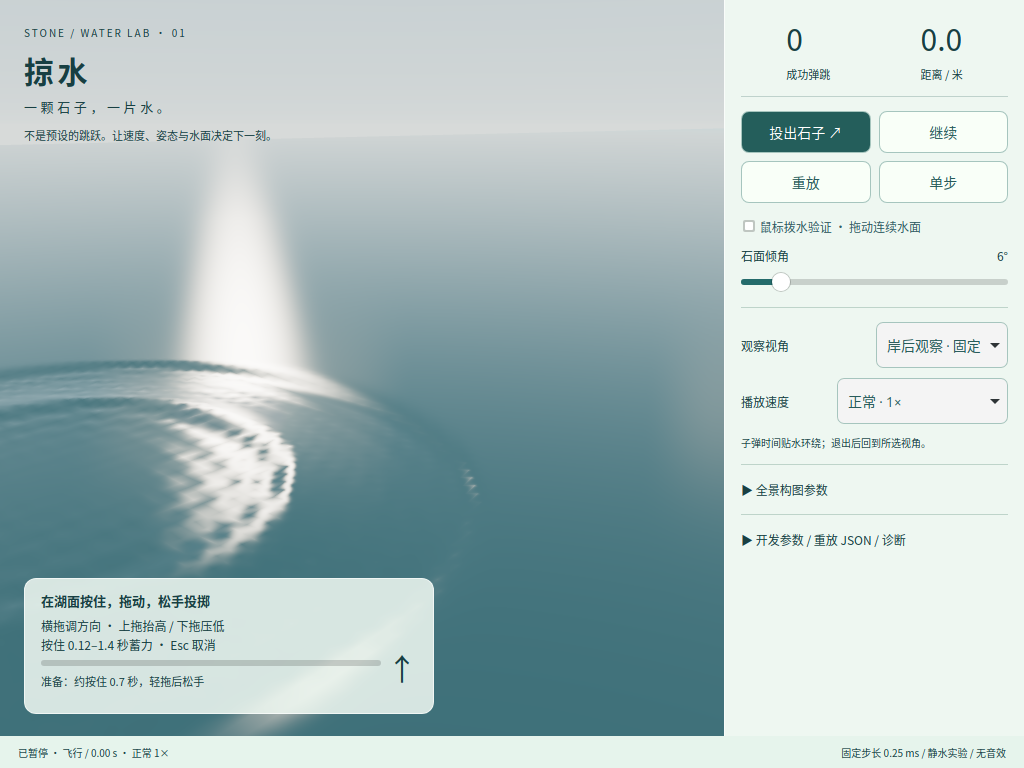 STONE / WATER LAB · 01
掠水
一颗石子，一片水。
不是预设的跳跃。让速度、姿态与水面决定下一刻。
在湖面按住，拖动，松手投掷
横拖调方向 · 上拖抬高 / 下拖压低
按住 0.12–1.4 秒蓄力 · Esc 取消
↑
准备：约按住 0.7 秒，轻拖后松手
0 0.0
成功弹跳 距离 / 米
投出石子 ↗ 继续
重放 单步
鼠标拨水验证 · 拖动连续水面
石面倾角 6°
观察视角 岸后观察 · 固定
播放速度 正常 · 1×
子弹时间贴水环绕；退出后回到所选视角。
▶ 全景构图参数
▶ 开发参数 / 重放 JSON / 诊断
已暂停 · 飞行 / 0.00 s · 正常 1×
固定步长 0.25 ms / 静水实验 / 无音效